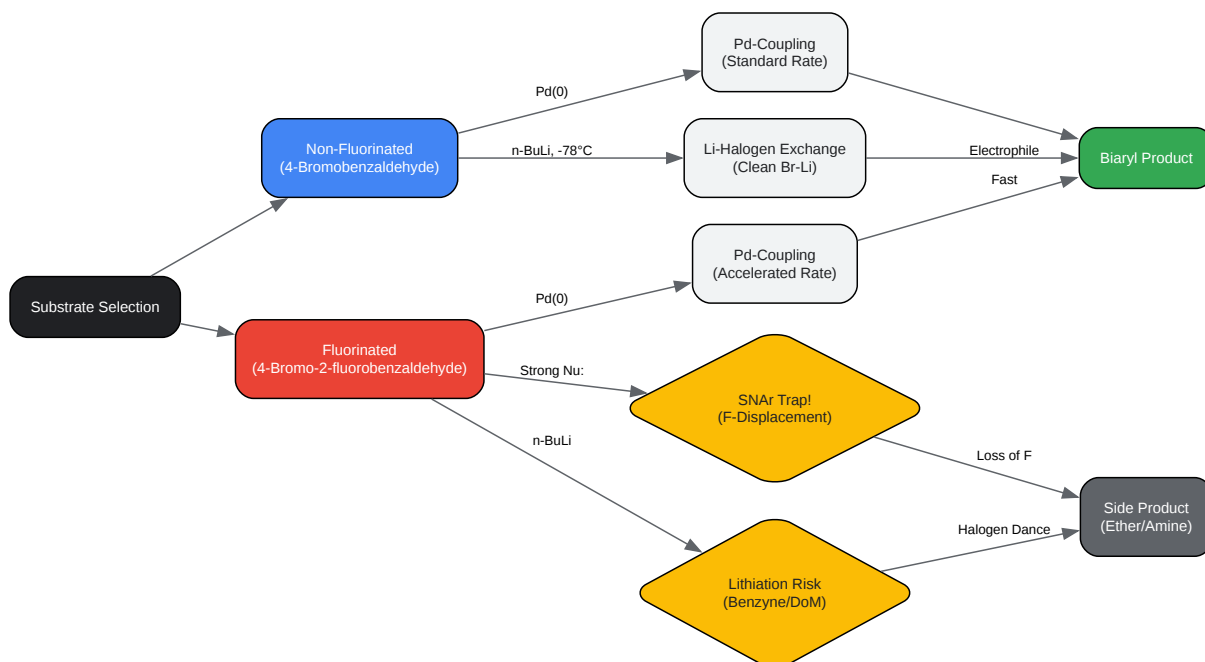 Pd-Coupling
(Standard Rate)
Pd(0)
Non-Fluorinated
(4-Bromobenzaldehyde)
n-BuLi, -78°C
Li-Halogen Exchange
(Clean Br-Li)
Electrophile
Biaryl Product
Fast
Pd-Coupling
(Accelerated Rate)
Substrate Selection
Pd(0)
Fluorinated
(4-Bromo-2-fluorobenzaldehyde)
Strong Nu:
SNAr Trap!
(F-Displacement)
n-BuLi
Loss of F
Side Product
(Ether/Amine)
Halogen Dance
Lithiation Risk
(Benzyne/DoM)